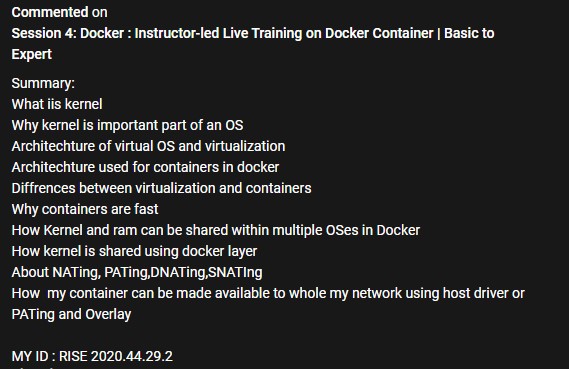 Commented on
Session 4: Docker : Instructor-led Live Training on Docker Container | Basic to
Expert
Summary:
What iis kernel
Why kernel is important part of an OS
Architechture of virtual OS and virtualization
Architechture used for containers in docker
Diffrences between virtualization and containers
Why containers are fast
How Kernel and ram can be shared within multiple OSes in Docker
How kernel is shared using docker layer
About NATing, PATing,DNATing,SNATIng
How  my container can be made available to whole my network using host driver or
PATing and Overlay
MY ID : RISE 2020.44.29.2